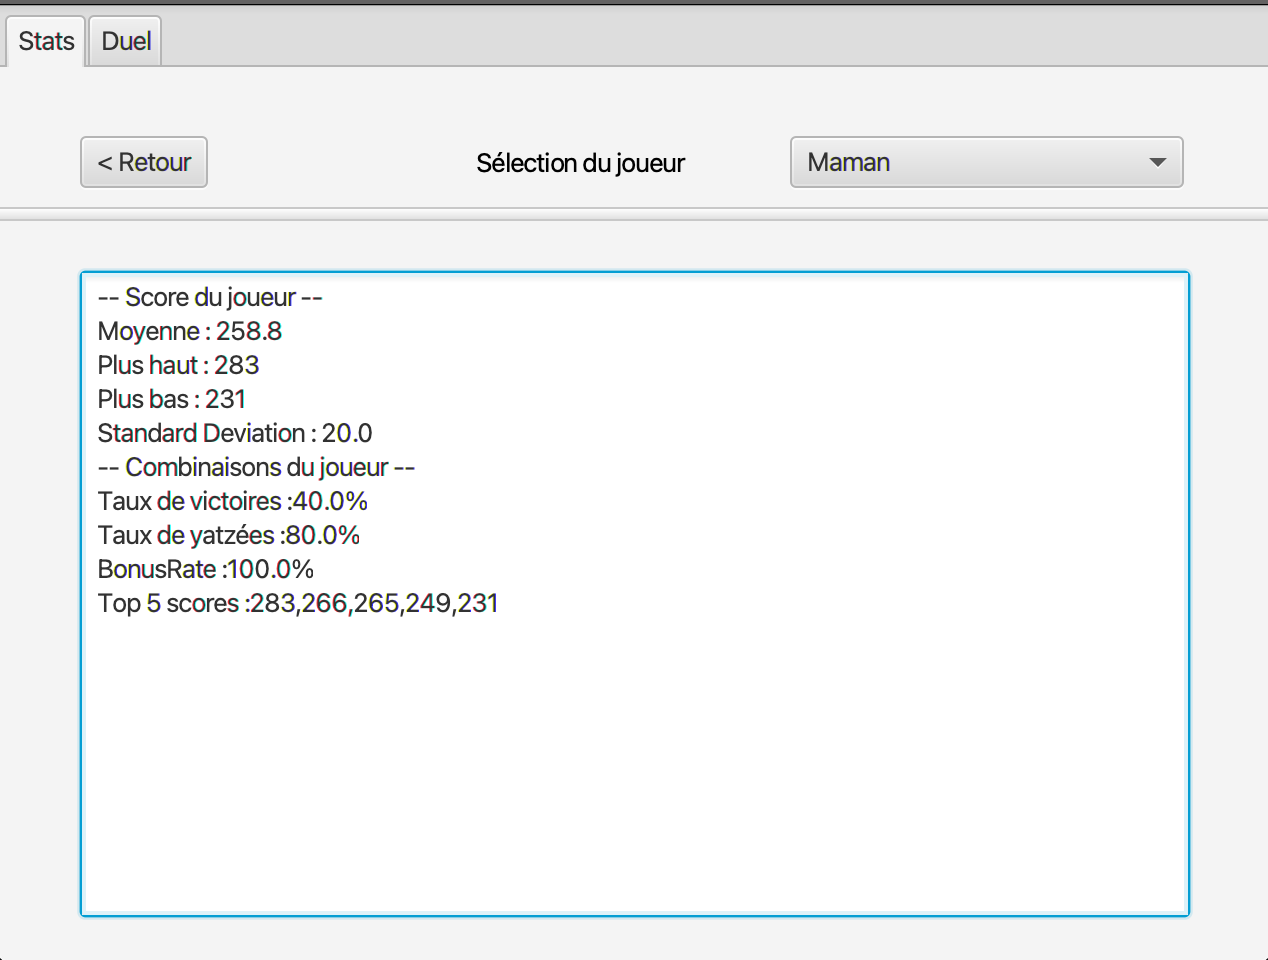 Stats Duel
< Retour Sélection du joueur Maman
-- Score du joueur --
Moyenne : 258.8
Plus haut : 283
Plus bas : 231
Standard Deviation : 20.0
-- Combinaisons du joueur --
Taux de victoires :40.0%
Taux de yatzées :80.0%
BonusRate :100.0%
Top 5 scores :283,266,265,249,231